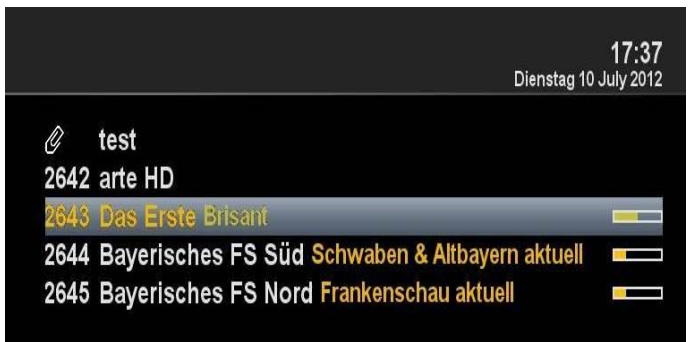 17:37
Dienstag 10 July 2012
test
2642 arte HD
2643 Das Erste Brisant
2644 Bayerisches FS Süd Schwaben & Altbayern aktuell
2645 Bayerisches FS Nord Frankenschau aktuell